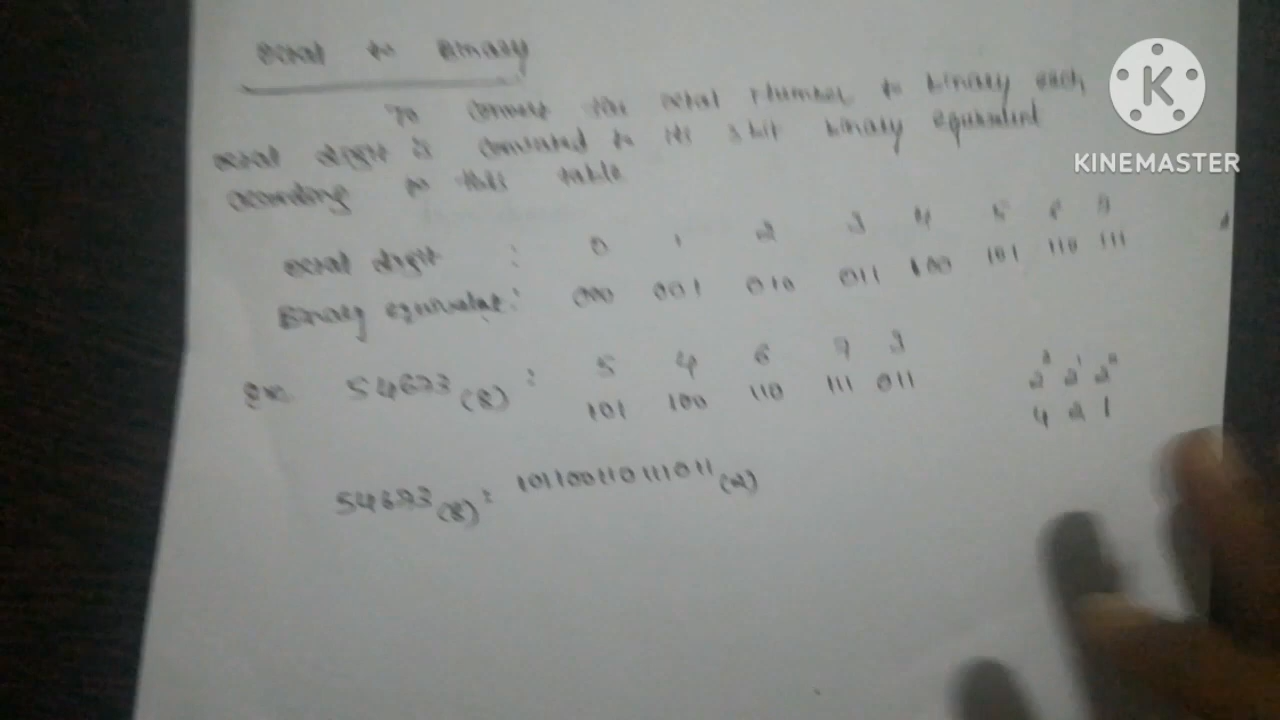 octal to Binary
To convert the octal number to binary each
octal digit is converted to its 3 bit binary equivalent
according to this table
octal digit : 0 1 2 3 4 5 6 7
Binary equivalent: 000 001 010 011 100 101 110 111
Ex. 54673 (8) : 5 4 6 7 3
101 100 110 111 011
2² 2¹ 2⁰
4 2 1
54673 (8) : 101100110111011 (2)
K
KINEMASTER